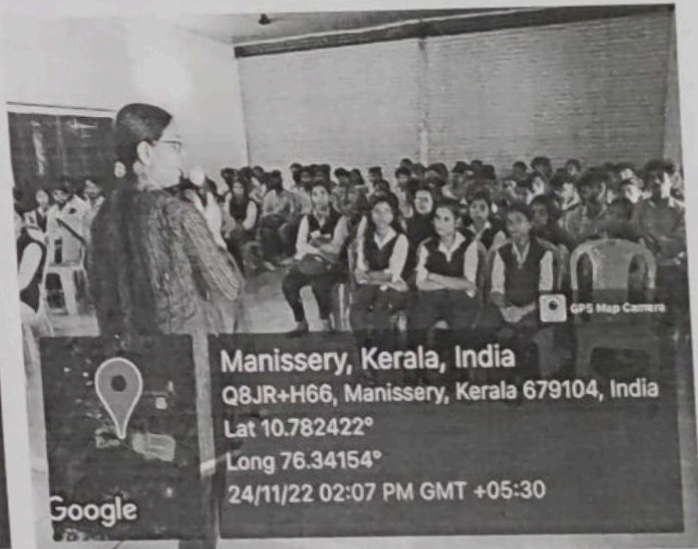 GPS Map Camera
Manissery, Kerala, India
Q8JR+H66, Manissery, Kerala 679104, India
Lat 10.782422°
Long 76.34154°
24/11/22 02:07 PM GMT +05:30
Google